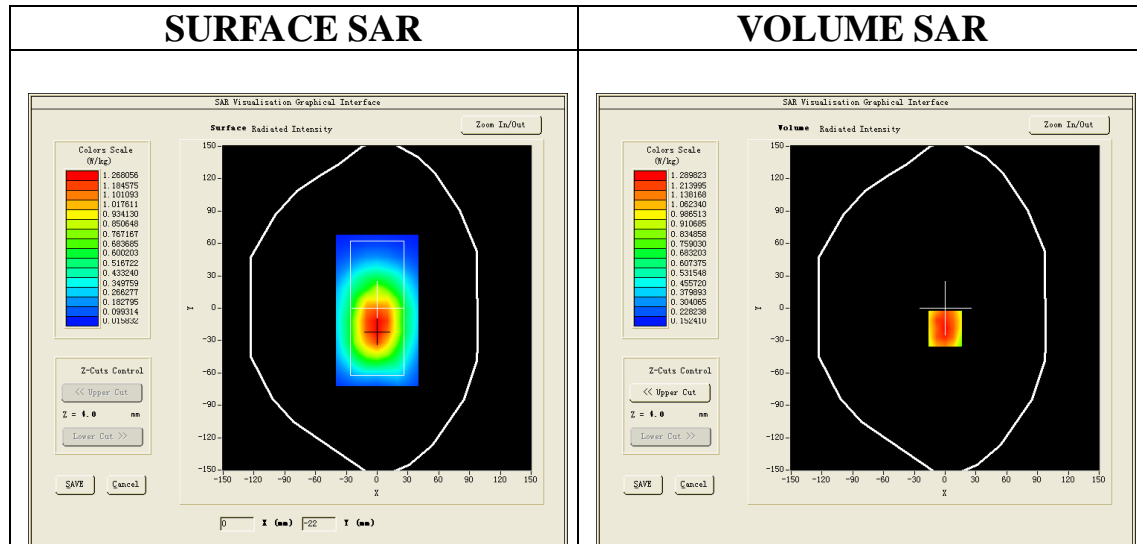 SURFACE SAR
VOLUME SAR
SAR Visualisation Graphical Interface
Surface Radiated Intensity
Zoom In/Out
Colors Scale
(W/kg)
1.268056
1.184575
1.101093
1.017611
0.934130
0.850648
0.767167
0.683685
0.600203
0.516722
0.433240
0.349759
0.266277
0.182795
0.099314
0.015832
Z-Cuts Control
<< Upper Cut
Z = 4.0 mm
Lower Cut >>
SAVE Cancel
150
90
60
30
0
-30
-60
-90
-120
-150
Y
-150 -120 -90 -60 -30 0 30 60 90 120 150
X
0 X (mm) -22 Y (mm)
SAR Visualisation Graphical Interface
Volume Radiated Intensity
Zoom In/Out
Colors Scale
(W/kg)
1.289823
1.213995
1.138168
1.062340
0.986513
0.910685
0.834858
0.759030
0.683203
0.607375
0.531548
0.455720
0.379893
0.304065
0.228238
0.152410
Z-Cuts Control
<< Upper Cut
Z = 4.0 mm
Lower Cut >>
SAVE Cancel
150
90
60
30
0
-30
-60
-90
-120
-150
Y
-150 -120 -90 -60 -30 0 30 60 90 120 150
X